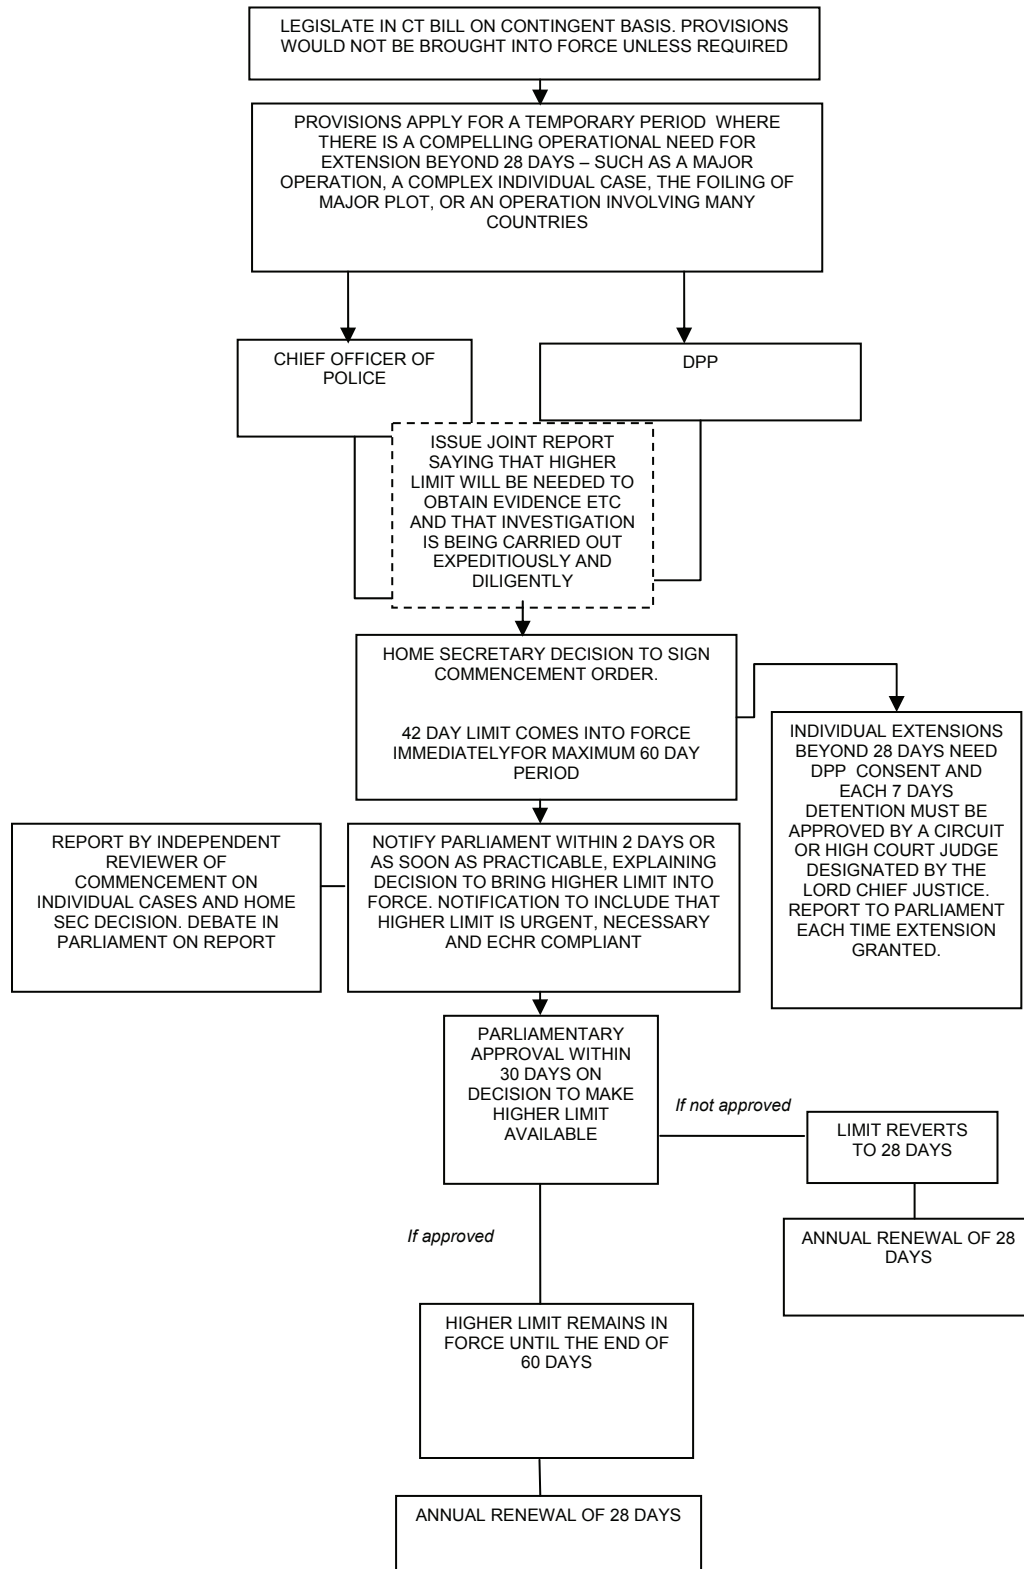 LEGISLATE IN CT BILL ON CONTINGENT BASIS. PROVISIONS
WOULD NOT BE BROUGHT INTO FORCE UNLESS REQUIRED
PROVISIONS APPLY FOR A TEMPORARY PERIOD WHERE
THERE IS A COMPELLING OPERATIONAL NEED FOR
EXTENSION BEYOND 28 DAYS – SUCH AS A MAJOR
OPERATION, A COMPLEX INDIVIDUAL CASE, THE FOILING OF
MAJOR PLOT, OR AN OPERATION INVOLVING MANY
COUNTRIES
CHIEF OFFICER OF
POLICE
DPP
ISSUE JOINT REPORT
SAYING THAT HIGHER
LIMIT WILL BE NEEDED TO
OBTAIN EVIDENCE ETC
AND THAT INVESTIGATION
IS BEING CARRIED OUT
EXPEDITIOUSLY AND
DILIGENTLY
HOME SECRETARY DECISION TO SIGN
COMMENCEMENT ORDER.
42 DAY LIMIT COMES INTO FORCE
IMMEDIATELYFOR MAXIMUM 60 DAY
PERIOD
INDIVIDUAL EXTENSIONS
BEYOND 28 DAYS NEED
DPP CONSENT AND
EACH 7 DAYS
DETENTION MUST BE
APPROVED BY A CIRCUIT
OR HIGH COURT JUDGE
DESIGNATED BY THE
LORD CHIEF JUSTICE.
REPORT TO PARLIAMENT
EACH TIME EXTENSION
GRANTED.
REPORT BY INDEPENDENT
REVIEWER OF
COMMENCEMENT ON
INDIVIDUAL CASES AND HOME
SEC DECISION. DEBATE IN
PARLIAMENT ON REPORT
NOTIFY PARLIAMENT WITHIN 2 DAYS OR
AS SOON AS PRACTICABLE, EXPLAINING
DECISION TO BRING HIGHER LIMIT INTO
FORCE. NOTIFICATION TO INCLUDE THAT
HIGHER LIMIT IS URGENT, NECESSARY
AND ECHR COMPLIANT
PARLIAMENTARY
APPROVAL WITHIN
30 DAYS ON
DECISION TO MAKE
HIGHER LIMIT
AVAILABLE
If not approved
LIMIT REVERTS
TO 28 DAYS
ANNUAL RENEWAL OF 28
DAYS
If approved
HIGHER LIMIT REMAINS IN
FORCE UNTIL THE END OF
60 DAYS
ANNUAL RENEWAL OF 28 DAYS